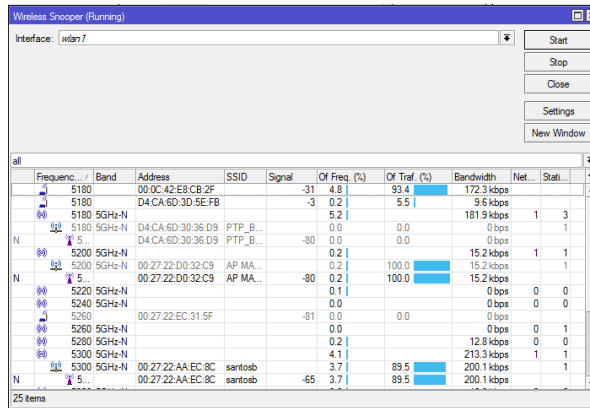 Wireless Snooper (Running)
Interface: wlan1
Start
Stop
Close
Settings
New Window
all
Frequenc... / Band Address SSID Signal Of Freq. (%) Of Traf. (%) Bandwidth Net... Stati...
5180 00:0C:42:E8:CB:2F -31 4.8 93.4 172.3 kbps
5180 D4:CA:6D:3D:5E:FB -3 0.2 5.5 9.6 kbps
5180 5GHz-N 5.2 181.9 kbps 1 3
5180 5GHz-N D4:CA:6D:30:36:D9 PTP_B... 0.0 0.0 0 bps 1
N 5... D4:CA:6D:30:36:D9 PTP_B... -80 0.0 0.0 0 bps
5200 5GHz-N 0.2 15.2 kbps 1 1
5200 5GHz-N 00:27:22:D0:32:C9 AP MA... 0.2 100.0 15.2 kbps 1
N 5... 00:27:22:D0:32:C9 AP MA... -80 0.2 100.0 15.2 kbps
5220 5GHz-N 0.1 0 bps 0 0
5240 5GHz-N 0.0 0 bps 0 0
5260 00:27:22:EC:31:5F -81 0.0 0.0 0 bps
5260 5GHz-N 0.0 0 bps 0 1
5280 5GHz-N 0.2 12.8 kbps 0 0
5300 5GHz-N 4.1 213.3 kbps 1 1
5300 5GHz-N 00:27:22:AA:EC:8C santosb 3.7 89.5 200.1 kbps 1
N 5... 00:27:22:AA:EC:8C santosb -65 3.7 89.5 200.1 kbps
25 items